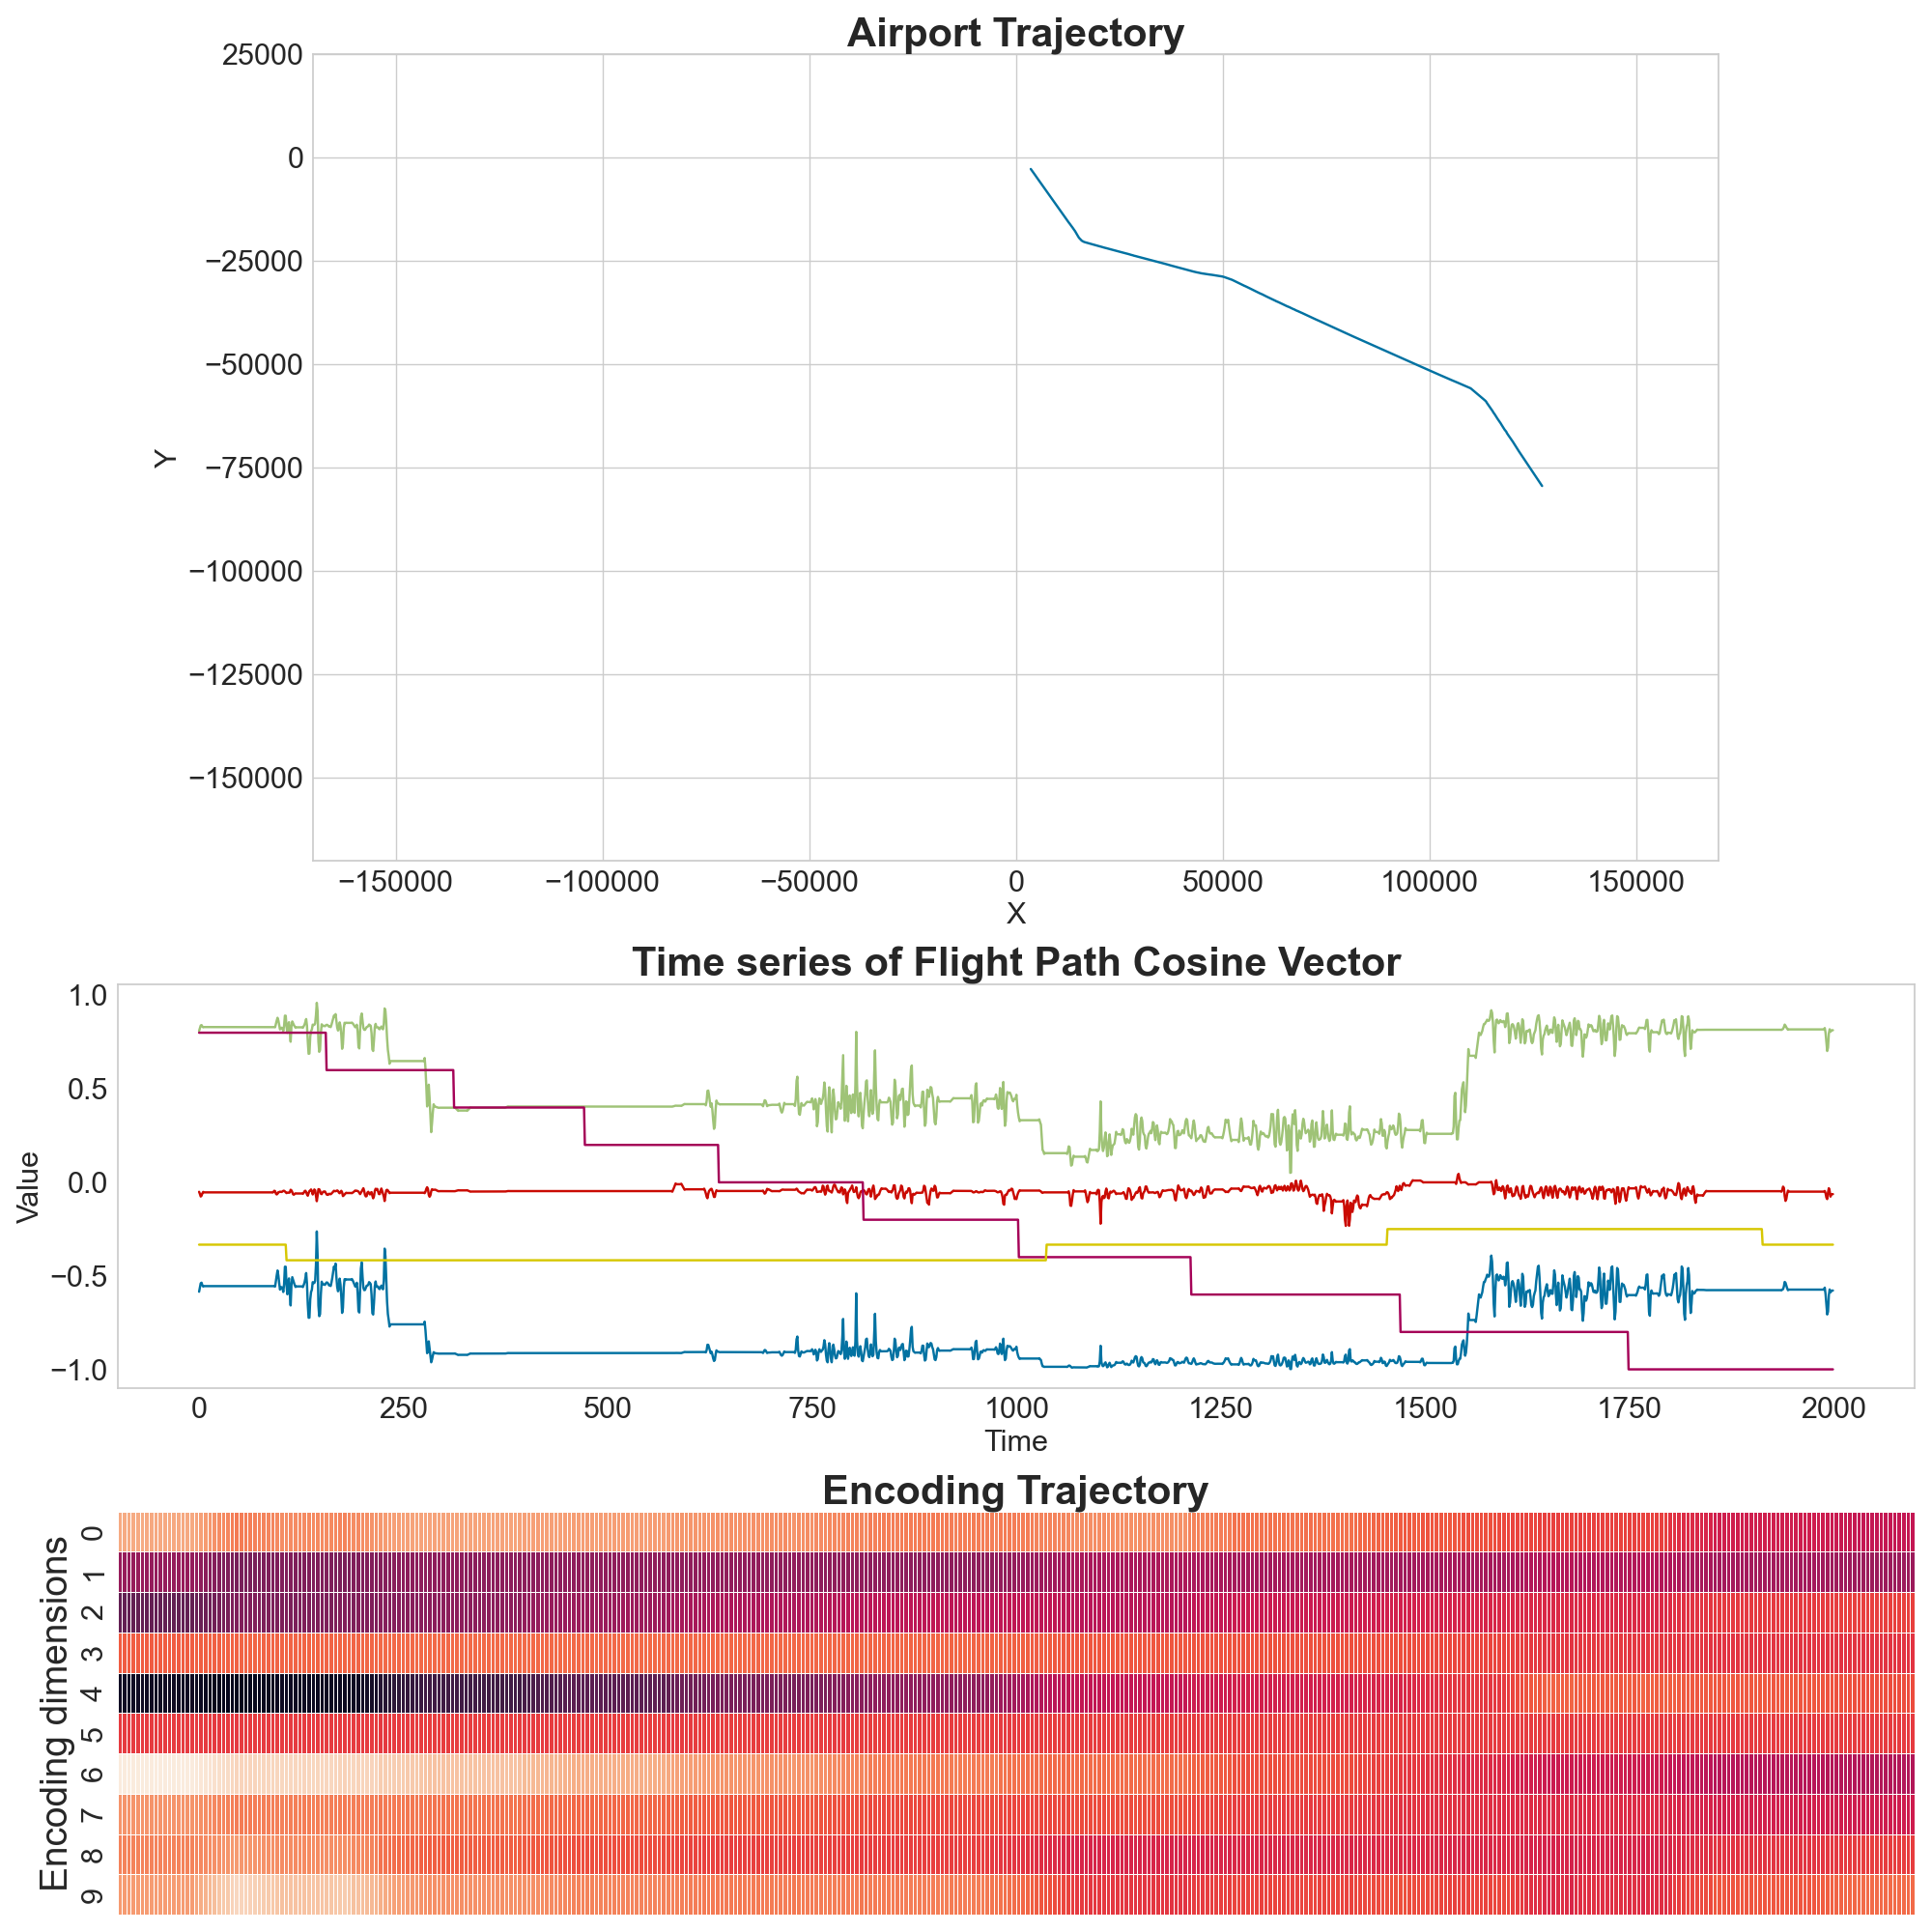 Airport Trajectory
25000
0
−25000
−50000
−75000
−100000
−125000
−150000
Y
−150000 −100000 −50000 0 50000 100000 150000
X
Time series of Flight Path Cosine Vector
1.0
0.5
0.0
−0.5
−1.0
Value
0 250 500 750 1000 1250 1500 1750 2000
Time
Encoding Trajectory
0
1
2
3
4
5
6
7
8
9
Encoding dimensions